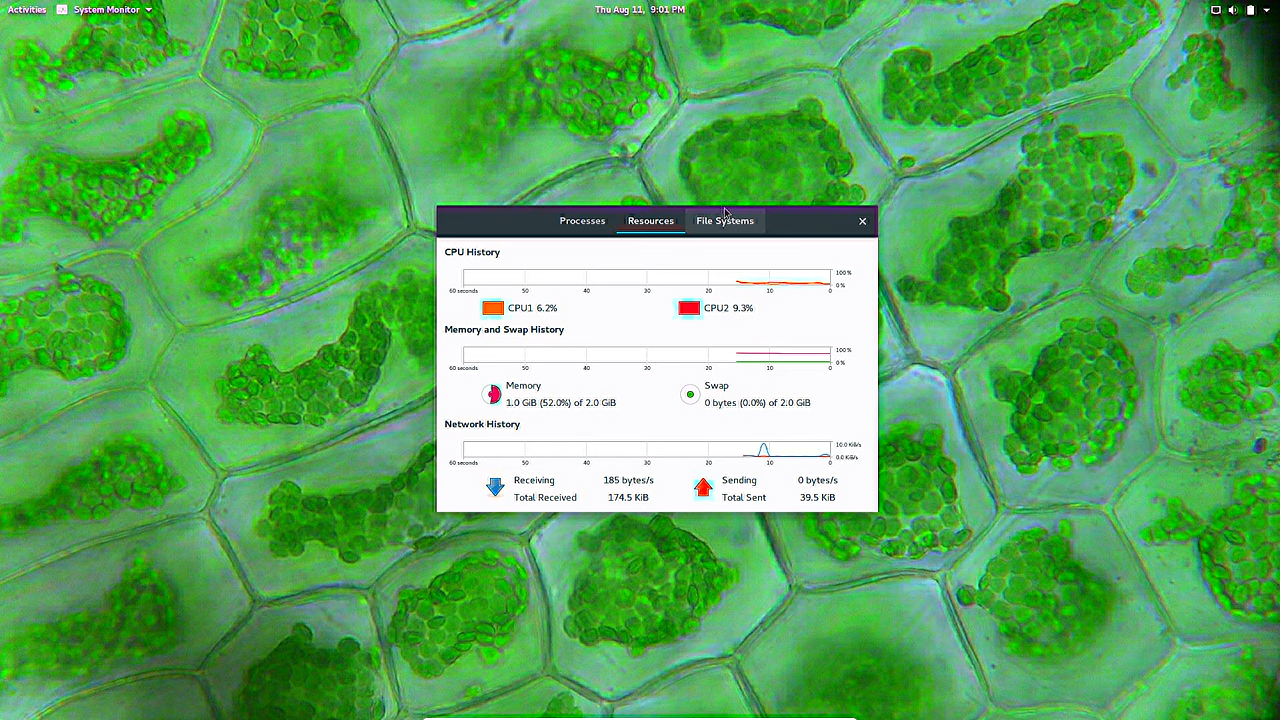 Activities System Monitor Thu Aug 11, 9:01 PM
Processes Resources File Systems
CPU History
100 %
0 %
60 seconds 50 40 30 20 10 0
CPU1 6.2% CPU2 9.3%
Memory and Swap History
100 %
0 %
60 seconds 50 40 30 20 10 0
Memory Swap
1.0 GiB (52.0%) of 2.0 GiB 0 bytes (0.0%) of 2.0 GiB
Network History
10.0 KiB/s
0.0 KiB/s
60 seconds 50 40 30 20 10 0
Receiving 185 bytes/s Sending 0 bytes/s
Total Received 174.5 KiB Total Sent 39.5 KiB